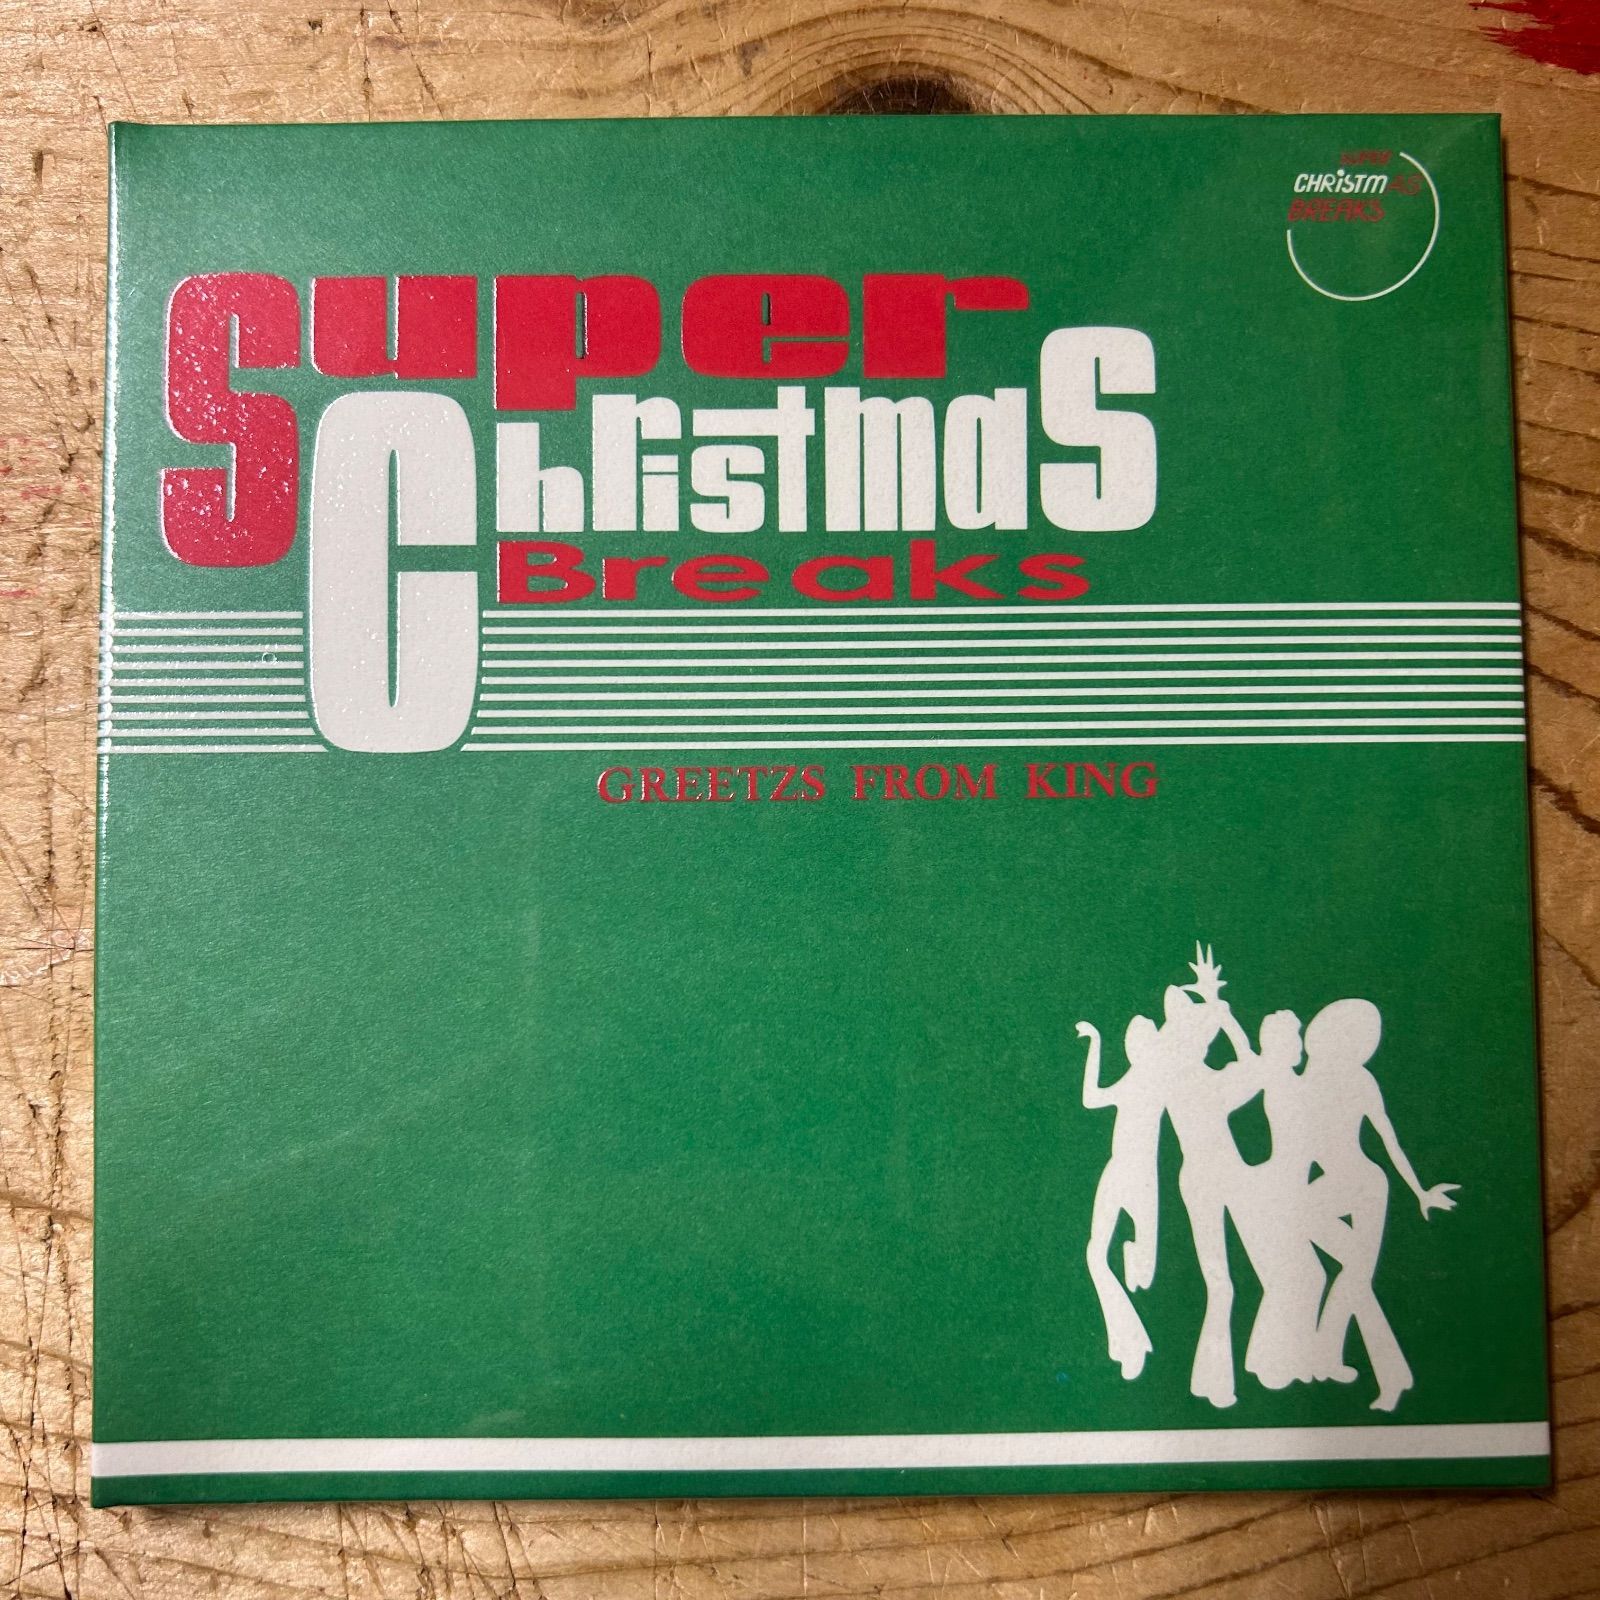 SUPER
CHRiSTMAS
BREAKS
Super
Christmas
Breaks
GREETZS FROM KING